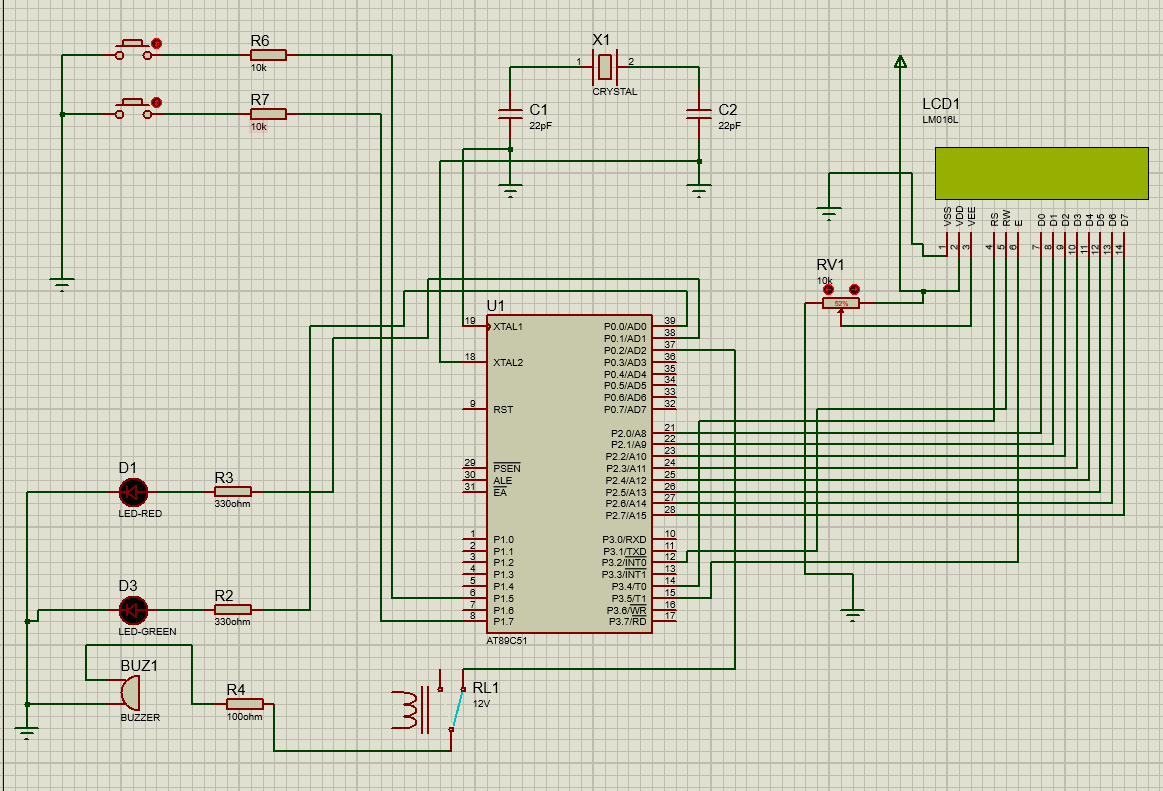 R6
10k
R7
10k
X1
1
2
CRYSTAL
C1
22pF
C2
22pF
LCD1
LM016L
VSS
VDD
VEE
RS
RW
E
D0
D1
D2
D3
D4
D5
D6
D7
1
2
3
4
5
6
7
8
9
10
11
12
13
14
RV1
10k
52%
U1
19 XTAL1
18 XTAL2
9 RST
29 PSEN
30 ALE
31 EA
1 P1.0
2 P1.1
3 P1.2
4 P1.3
5 P1.4
6 P1.5
7 P1.6
8 P1.7
P0.0/AD0 39
P0.1/AD1 38
P0.2/AD2 37
P0.3/AD3 36
P0.4/AD4 35
P0.5/AD5 34
P0.6/AD6 33
P0.7/AD7 32
P2.0/A8 21
P2.1/A9 22
P2.2/A10 23
P2.3/A11 24
P2.4/A12 25
P2.5/A13 26
P2.6/A14 27
P2.7/A15 28
P3.0/RXD 10
P3.1/TXD 11
P3.2/INT0 12
P3.3/INT1 13
P3.4/T0 14
P3.5/T1 15
P3.6/WR 16
P3.7/RD 17
AT89C51
D1
LED-RED
R3
330ohm
D3
LED-GREEN
R2
330ohm
BUZ1
BUZZER
R4
100ohm
RL1
12V